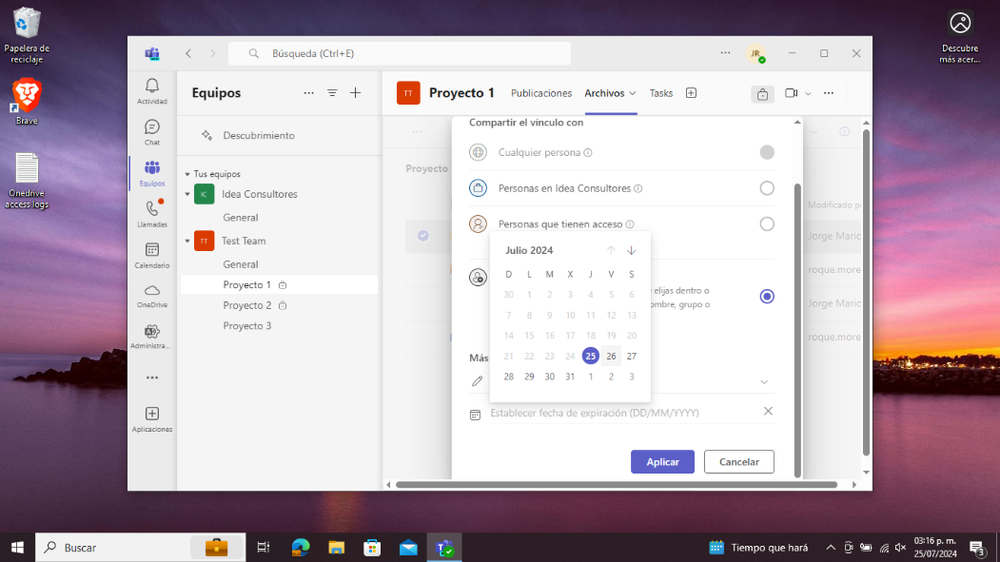 Papelera de
reciclaje
Brave
Onedrive
access logs
Descubre
más acer...
Búsqueda (Ctrl+E)
JR
Actividad
Chat
Equipos
Llamadas
Calendario
OneDrive
Administra...
Aplicaciones
Equipos
Descubrimiento
Tus equipos
IC
Idea Consultores
General
TT
Test Team
General
Proyecto 1
Proyecto 2
Proyecto 3
TT
Proyecto 1
Publicaciones
Archivos
Tasks
Proyecto
Modificado po
Jorge Maric
roque.more
Jorge Maric
roque.more
Compartir el vínculo con
Cualquier persona
Personas en Idea Consultores
Personas que tienen acceso
e elijas dentro o
ombre, grupo o
Más
Julio 2024
D L M X J V S
30 1 2 3 4 5 6
7 8 9 10 11 12 13
14 15 16 17 18 19 20
21 22 23 24 25 26 27
28 29 30 31 1 2 3
Establecer fecha de expiración (DD/MM/YYYY)
Aplicar
Cancelar
Buscar
Tiempo que hará
03:16 p. m.
25/07/2024
3